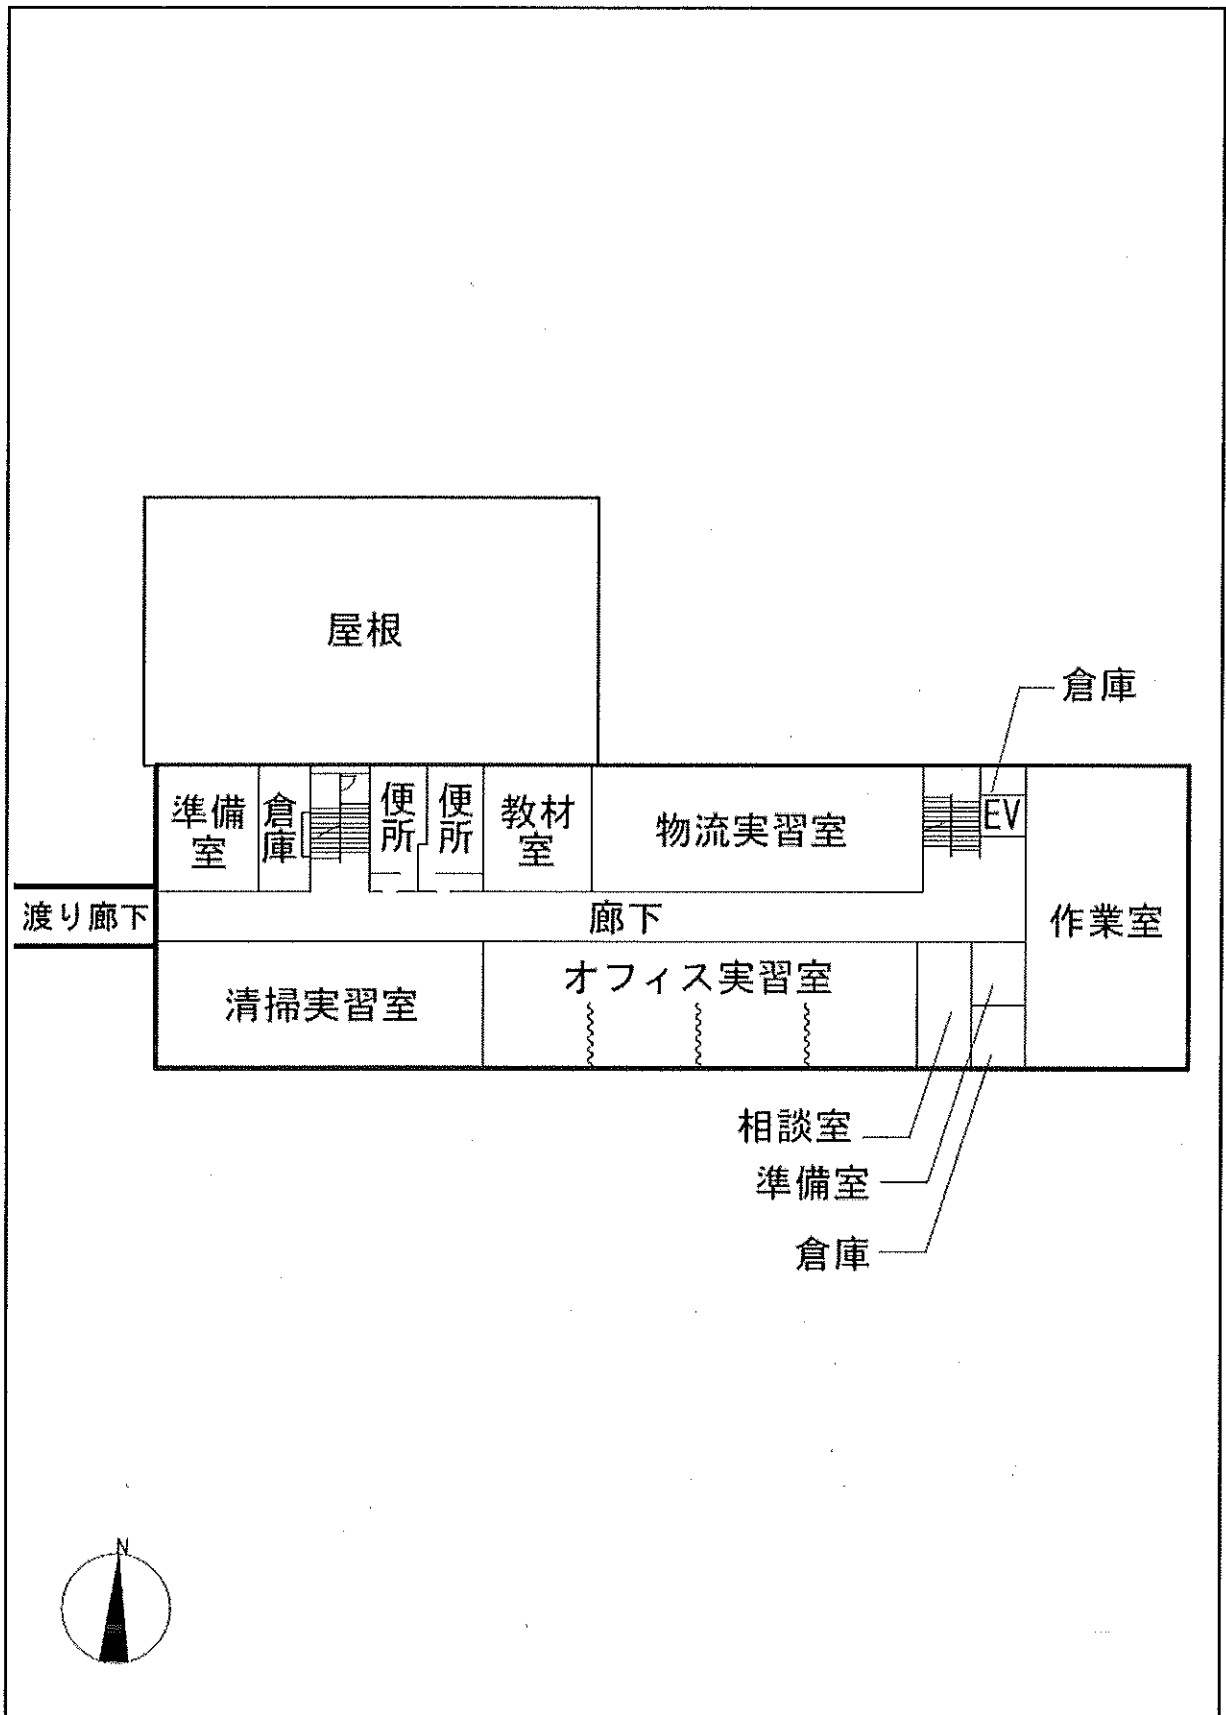 屋根
倉庫
準備
室
倉
庫
便
所
便
所
教材
室
物流実習室
EV
渡り廊下
廊下
作業室
清掃実習室
オフィス実習室
相談室
準備室
倉庫
N